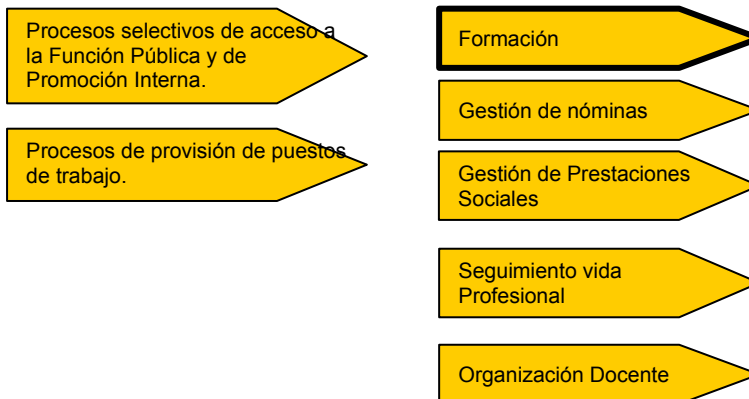 Procesos selectivos de acceso a
la Función Pública y de
Promoción Interna.
Procesos de provisión de puestos
de trabajo.
Formación
Gestión de nóminas
Gestión de Prestaciones
Sociales
Seguimiento vida
Profesional
Organización Docente